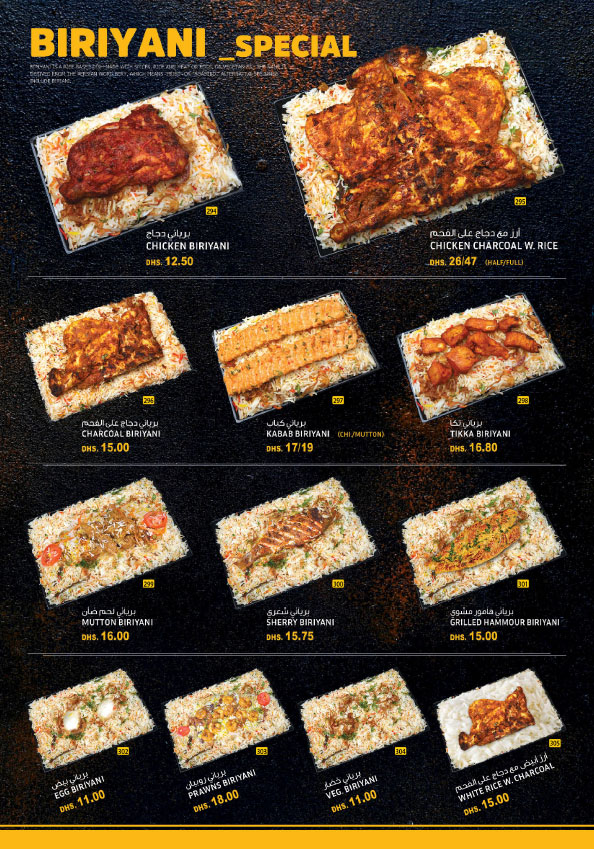 BIRIYANI _SPECIAL
294
برياني دجاج
CHICKEN BIRIYANI
DHS. 12.50
295
أرز مع دجاج على الفحم
CHICKEN CHARCOAL W. RICE
DHS. 26/47 (HALF/FULL)
296
برياني دجاج على الفحم
CHARCOAL BIRIYANI
DHS. 15.00
297
برياني كباب
KABAB BIRIYANI (CHI./MUTTON)
DHS. 17/19
298
برياني تكا
TIKKA BIRIYANI
DHS. 16.80
299
برياني لحم ضأن
MUTTON BIRIYANI
DHS. 16.00
300
برياني شعري
SHERRY BIRIYANI
DHS. 15.75
301
برياني هامور مشوي
GRILLED HAMMOUR BIRIYANI
DHS. 15.00
302
برياني بيض
EGG BIRIYANI
DHS. 11.00
303
برياني روبيان
PRAWNS BIRIYANI
DHS. 18.00
304
برياني خضار
VEG. BIRIYANI
DHS. 11.00
305
أرز أبيض مع دجاج على الفحم
WHITE RICE W. CHARCOAL
DHS. 15.00